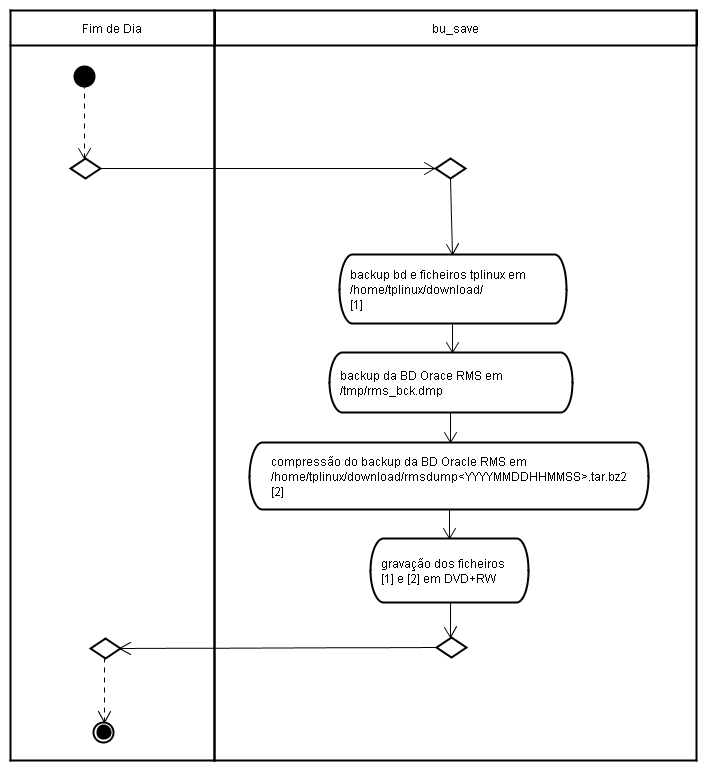 Fim de Dia
bu_save
backup bd e ficheiros tplinux em
/home/tplinux/download/
[1]
backup da BD Orace RMS em
/tmp/rms_bck.dmp
compressão do backup da BD Oracle RMS em
/home/tplinux/download/rmsdump<YYYYMMDDHHMMSS>.tar.bz2
[2]
gravação dos ficheiros
[1] e [2] em DVD+RW